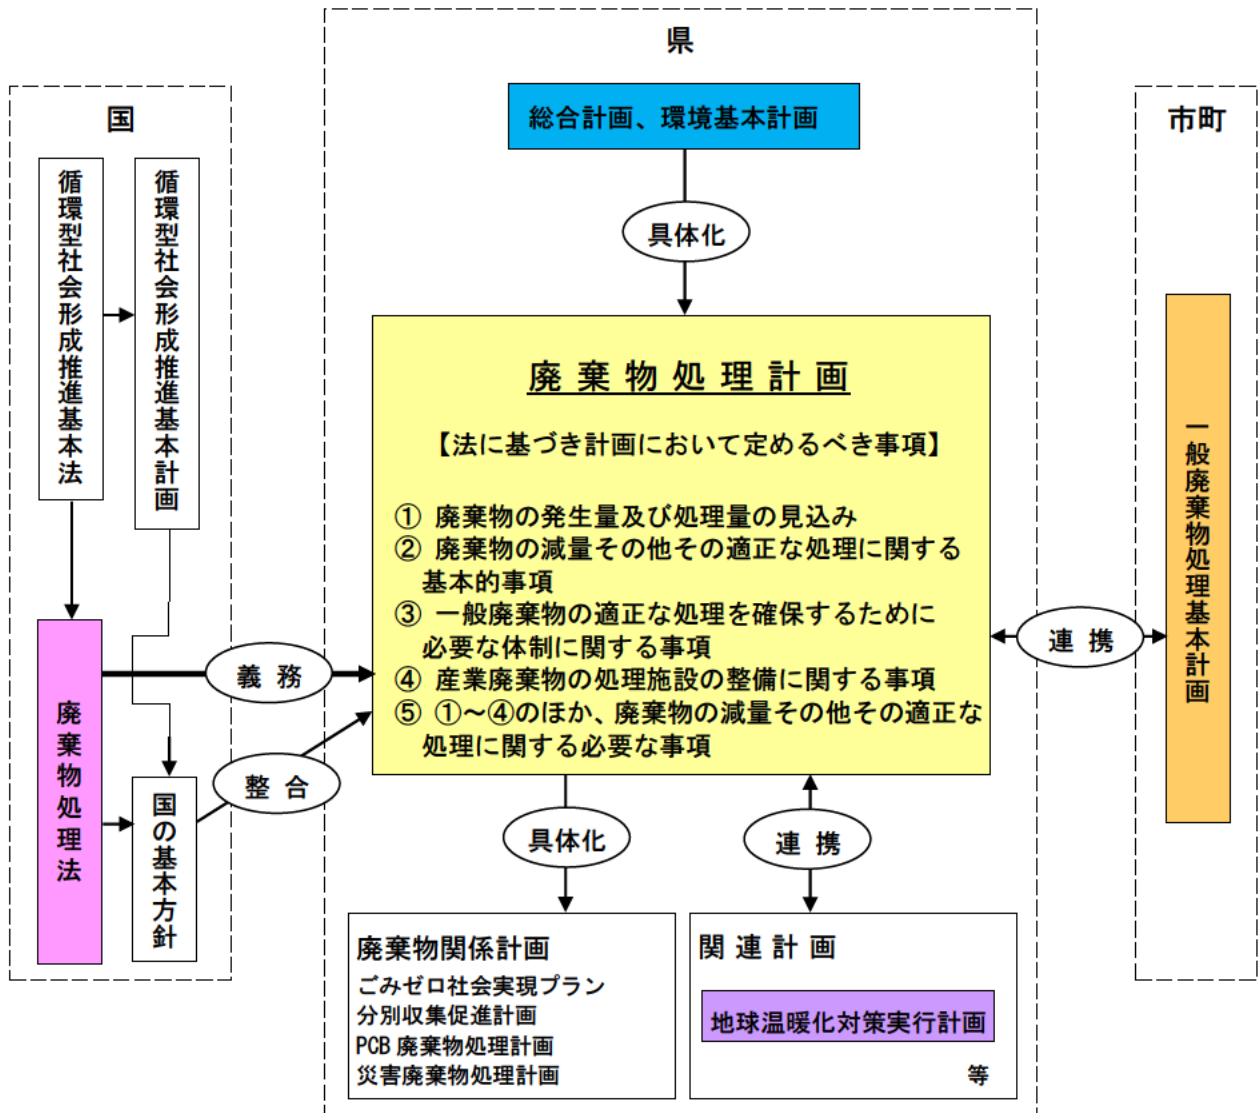 県
国
市町
総合計画、環境基本計画
具体化
循環型社会形成推進基本法
循環型社会形成推進基本計画
廃棄物処理計画
【法に基づき計画において定めるべき事項】
① 廃棄物の発生量及び処理量の見込み
② 廃棄物の減量その他その適正な処理に関する
基本的事項
③ 一般廃棄物の適正な処理を確保するために
必要な体制に関する事項
④ 産業廃棄物の処理施設の整備に関する事項
⑤ ①～④のほか、廃棄物の減量その他その適正な
処理に関する必要な事項
義務
整合
廃棄物処理法
国の基本方針
連携
一般廃棄物処理基本計画
具体化
連携
廃棄物関係計画
ごみゼロ社会実現プラン
分別収集促進計画
PCB 廃棄物処理計画
災害廃棄物処理計画
関連計画
地球温暖化対策実行計画
等